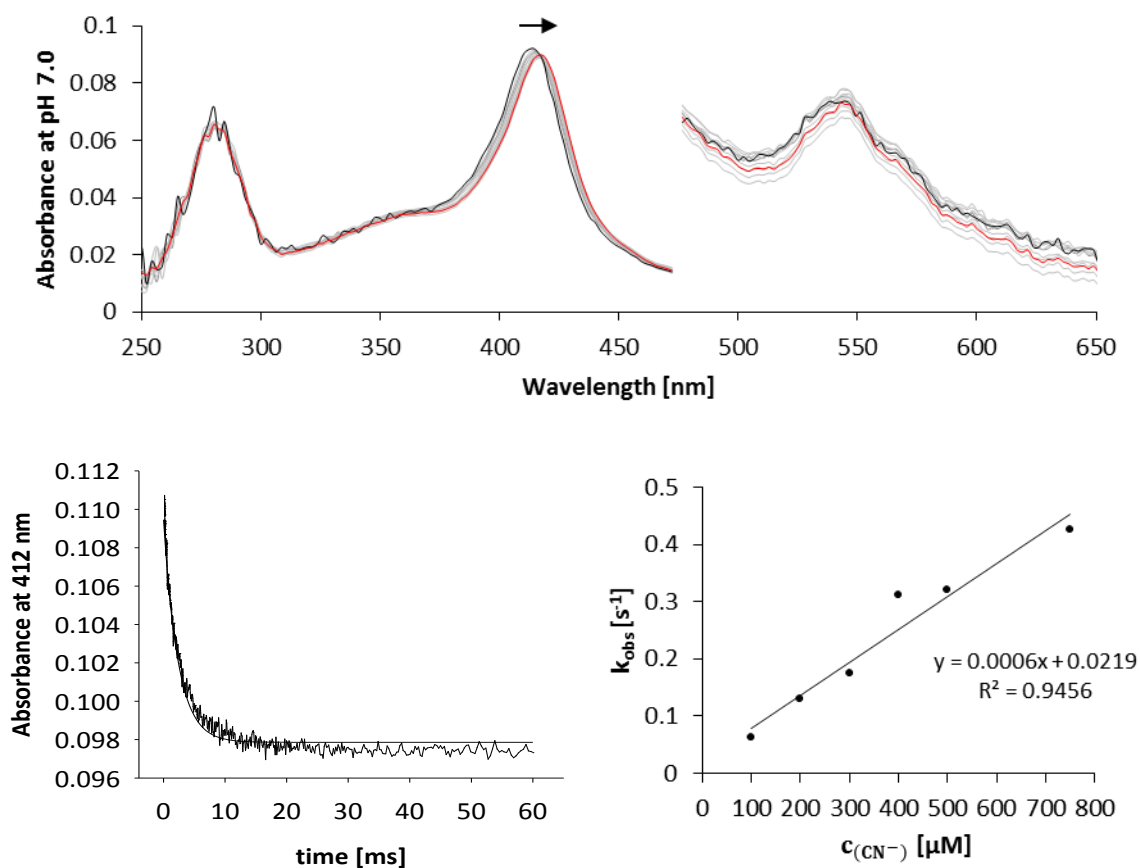 Absorbance at pH 7.0
0.1
0.08
0.06
0.04
0.02
0
250 300 350 400 450 500 550 600 650
Wavelength [nm]
Absorbance at 412 nm
0.112
0.110
0.108
0.106
0.104
0.102
0.100
0.098
0.096
0 10 20 30 40 50 60
time [ms]
kobs [s-1]
0.5
0.4
0.3
0.2
0.1
0
y = 0.0006x + 0.0219
R² = 0.9456
0 100 200 300 400 500 600 700 800
c(CN−) [µM]